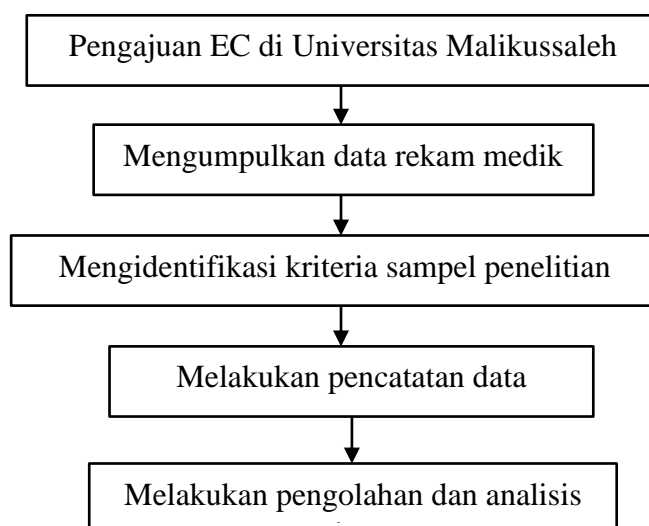 Pengajuan EC di Universitas Malikussaleh
Mengumpulkan data rekam medik
Mengidentifikasi kriteria sampel penelitian
Melakukan pencatatan data
Melakukan pengolahan dan analisis